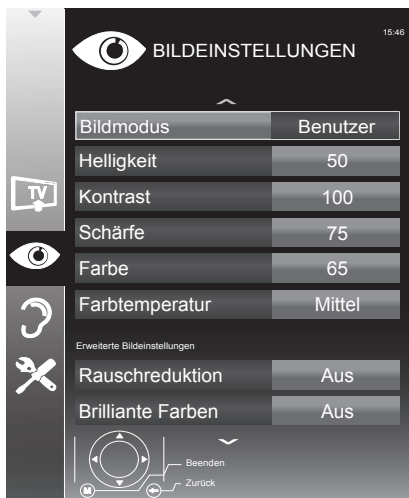 15:46
BILDEINSTELLUNGEN
Bildmodus Benutzer
Helligkeit 50
Kontrast 100
Schärfe 75
Farbe 65
Farbtemperatur Mittel
Erweiterte Bildeinstellungen
Rauschreduktion Aus
Brilliante Farben Aus
TV
Beenden
M Zurück